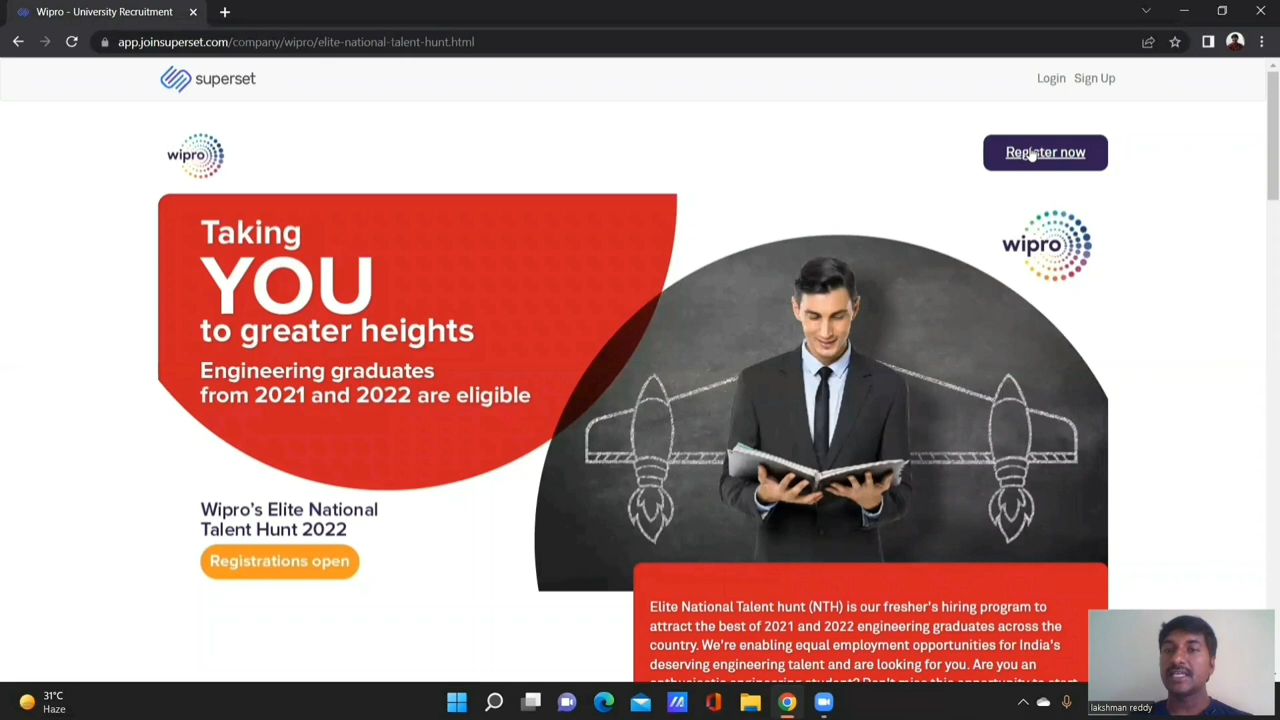 Wipro - University Recruitment
app.joinsuperset.com/company/wipro/elite-national-talent-hunt.html
superset
Login Sign Up
wipro
Register now
Taking
YOU
to greater heights
Engineering graduates
from 2021 and 2022 are eligible
wipro
Wipro's Elite National
Talent Hunt 2022
Registrations open
Elite National Talent hunt (NTH) is our fresher's hiring program to
attract the best of 2021 and 2022 engineering graduates across the
country. We're enabling equal employment opportunities for India's
deserving engineering talent and are looking for you. Are you an
31°C
Haze
lakshman reddy